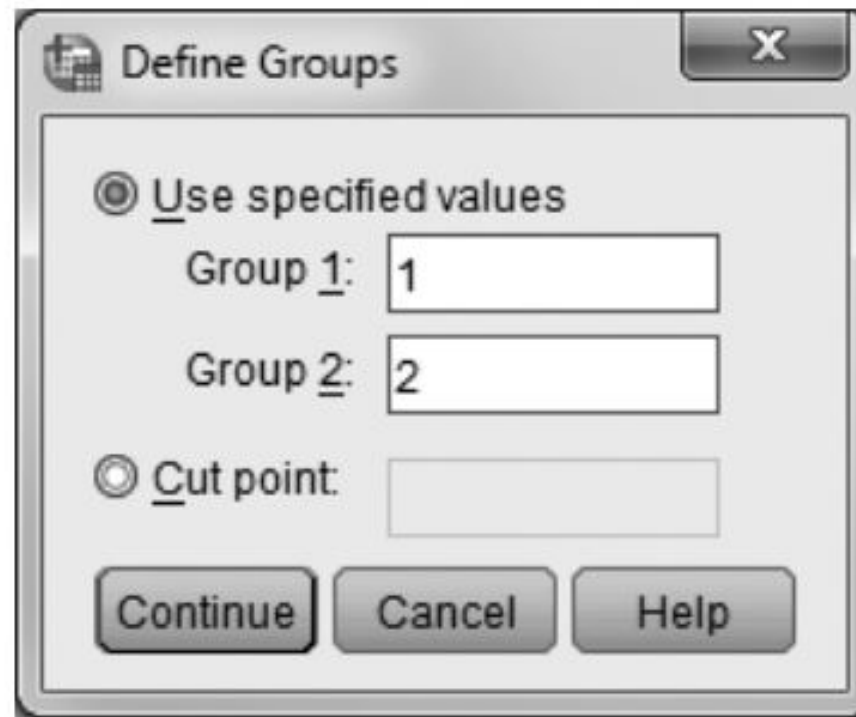 Define Groups
Use specified values
Group 1: 1
Group 2: 2
Cut point:
Continue Cancel Help